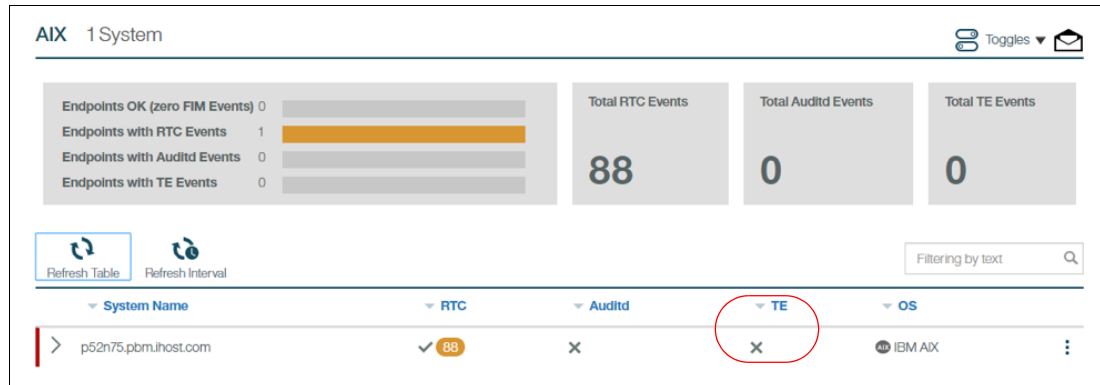 AIX 1 System
Toggles
Endpoints OK (zero FIM Events) 0
Endpoints with RTC Events 1
Endpoints with Auditd Events 0
Endpoints with TE Events 0
Total RTC Events
88
Total Auditd Events
0
Total TE Events
0
Refresh Table
Refresh Interval
Filtering by text
System Name RTC Auditd TE OS
p52n75.pbm.ihost.com 88 AIX IBM AIX